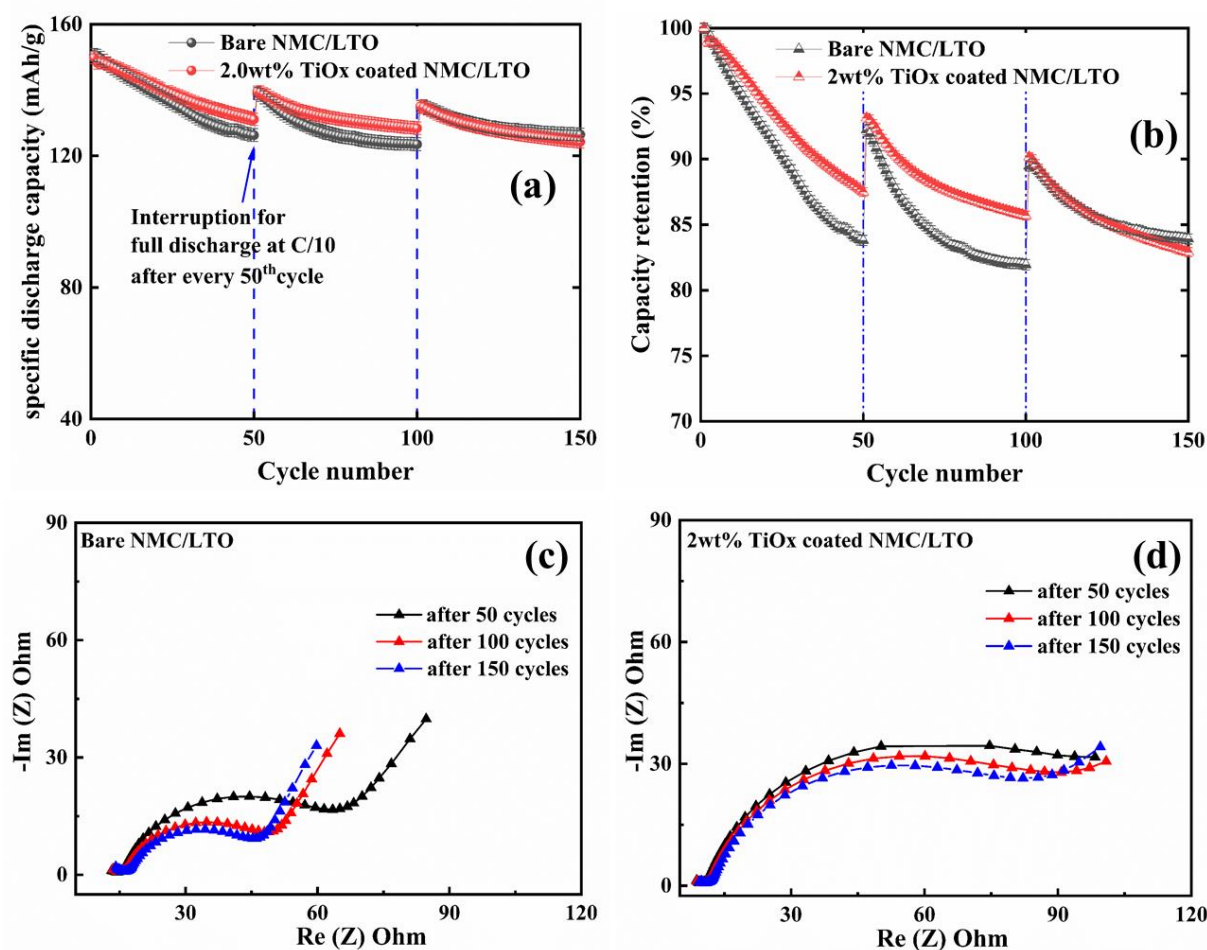 160
120
80
40
specific discharge capacity (mAh/g)
Bare NMC/LTO
2.0wt% TiOx coated NMC/LTO
(a)
Interruption for
full discharge at C/10
after every 50th cycle
0 50 100 150
Cycle number
100
95
90
85
80
75
70
Capacity retention (%)
Bare NMC/LTO
2wt% TiOx coated NMC/LTO
(b)
0 50 100 150
Cycle number
90
60
30
0
-Im (Z) Ohm
Bare NMC/LTO
(c)
after 50 cycles
after 100 cycles
after 150 cycles
30 60 90 120
Re (Z) Ohm
90
60
30
0
-Im (Z) Ohm
2wt% TiOx coated NMC/LTO
(d)
after 50 cycles
after 100 cycles
after 150 cycles
30 60 90 120
Re (Z) Ohm